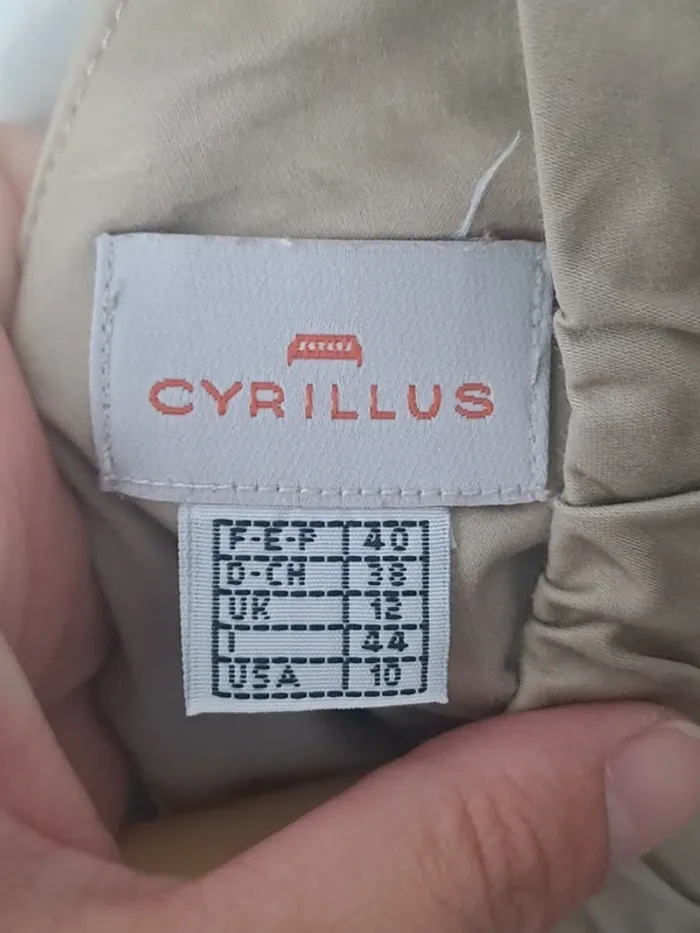 CYRILLUS
F-E-P 40
D-CH 38
UK 12
I 44
USA 10